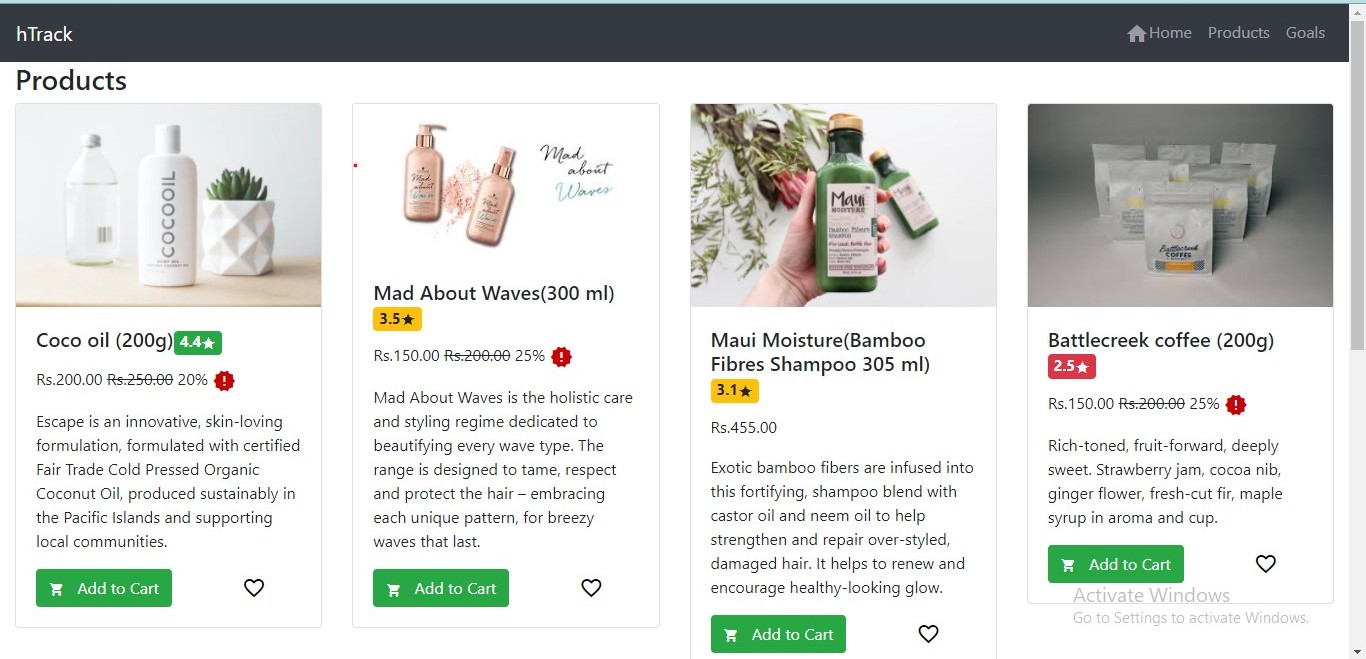 hTrack
Home Products Goals
Products
COCOOIL
Coco oil (200g) 4.4★
Rs.200.00 Rs.250.00 20%
Escape is an innovative, skin-loving
formulation, formulated with certified
Fair Trade Cold Pressed Organic
Coconut Oil, produced sustainably in
the Pacific Islands and supporting
local communities.
Add to Cart
Mad
about
Waves
Mad
about
Waves
Mad
about
Waves
Mad About Waves(300 ml)
3.5★
Rs.150.00 Rs.200.00 25%
Mad About Waves is the holistic care
and styling regime dedicated to
beautifying every wave type. The
range is designed to tame, respect
and protect the hair – embracing
each unique pattern, for breezy
waves that last.
Add to Cart
Maui
MOISTURE
Bamboo Fibers
SHAMPOO
Maui Moisture(Bamboo
Fibres Shampoo 305 ml)
3.1★
Rs.455.00
Exotic bamboo fibers are infused into
this fortifying, shampoo blend with
castor oil and neem oil to help
strengthen and repair over-styled,
damaged hair. It helps to renew and
encourage healthy-looking glow.
Add to Cart
Battlecreek
COFFEE
Battlecreek coffee (200g)
2.5★
Rs.150.00 Rs.200.00 25%
Rich-toned, fruit-forward, deeply
sweet. Strawberry jam, cocoa nib,
ginger flower, fresh-cut fir, maple
syrup in aroma and cup.
Add to Cart
Activate Windows
Go to Settings to activate Windows.